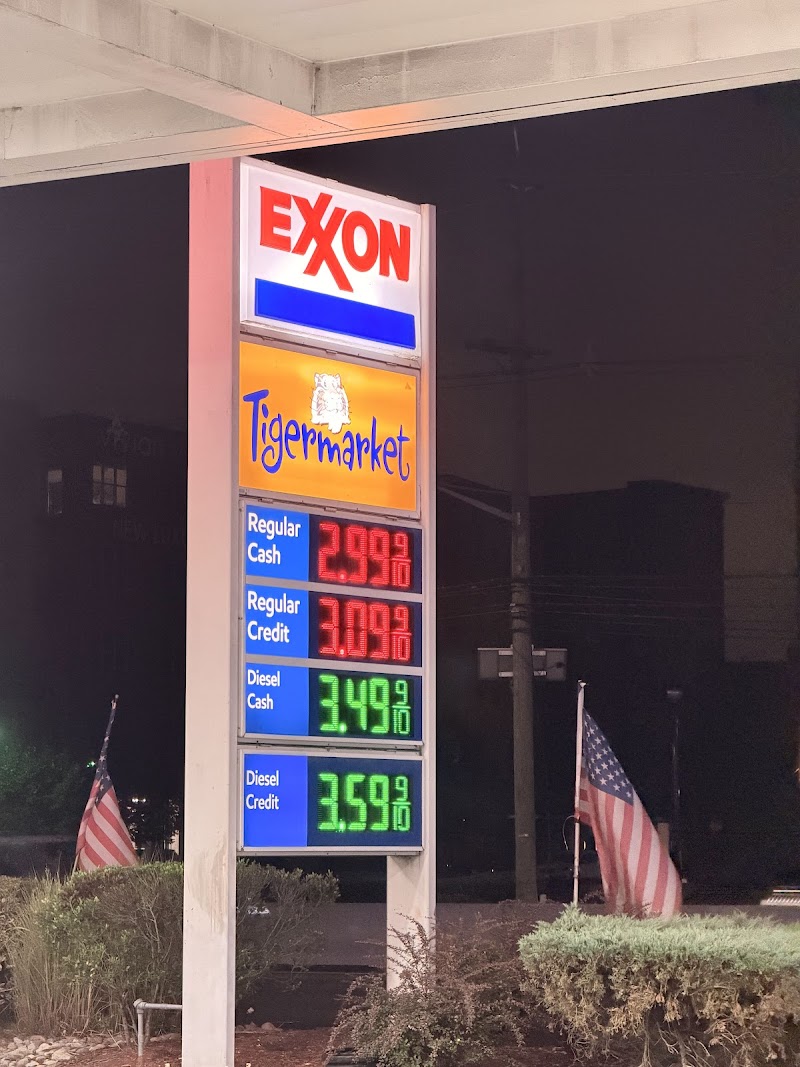 EXXON
Tigermarket
Regular
Cash
2.99 9/10
Regular
Credit
3.09 9/10
Diesel
Cash
3.49 9/10
Diesel
Credit
3.59 9/10